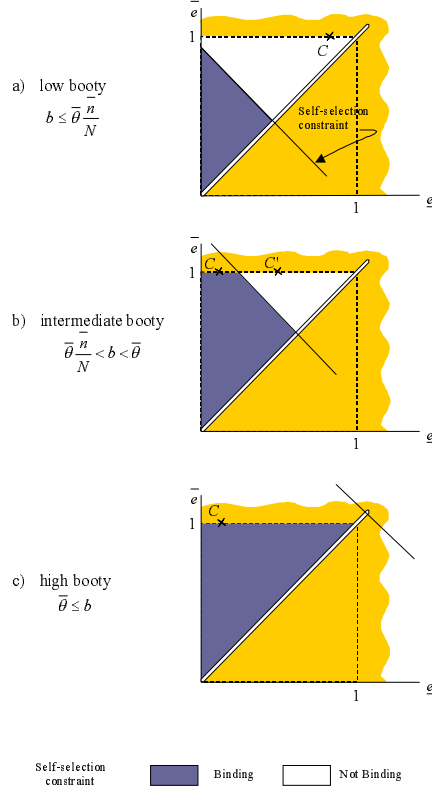 e̅
1
C
a) low booty
b ≤ θ̅ n̅/N
Self-selection
constraint
1
e̲
e̅
C C'
1
b) intermediate booty
θ̅ n̅/N < b < θ̅
1
e̲
e̅
C
1
c) high booty
θ̅ ≤ b
1
e̲
Self-selection
constraint
Binding
Not Binding